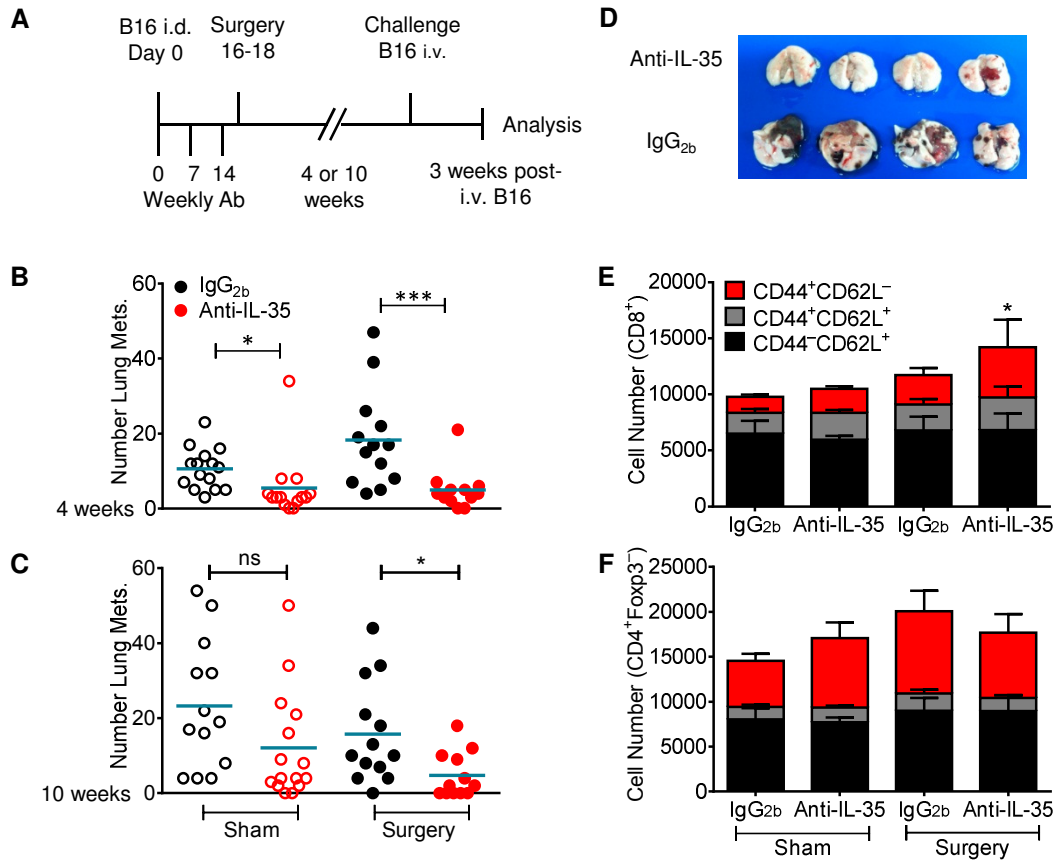 A
B16 i.d.
Day 0
Surgery
16-18
Challenge
B16 i.v.
Analysis
0
7
14
Weekly Ab
4 or 10
weeks
3 weeks post-
i.v. B16
D
Anti-IL-35
IgG2b
B
Number Lung Mets.
60
40
20
0
IgG2b
Anti-IL-35
*
***
4 weeks
C
Number Lung Mets.
60
40
20
0
ns
*
10 weeks
Sham
Surgery
E
Cell Number (CD8+)
20000
15000
10000
5000
0
CD44+CD62L–
CD44+CD62L+
CD44–CD62L+
*
IgG2b
Anti-IL-35
IgG2b
Anti-IL-35
F
Cell Number (CD4+Foxp3–)
25000
20000
15000
10000
5000
0
IgG2b
Anti-IL-35
IgG2b
Anti-IL-35
Sham
Surgery